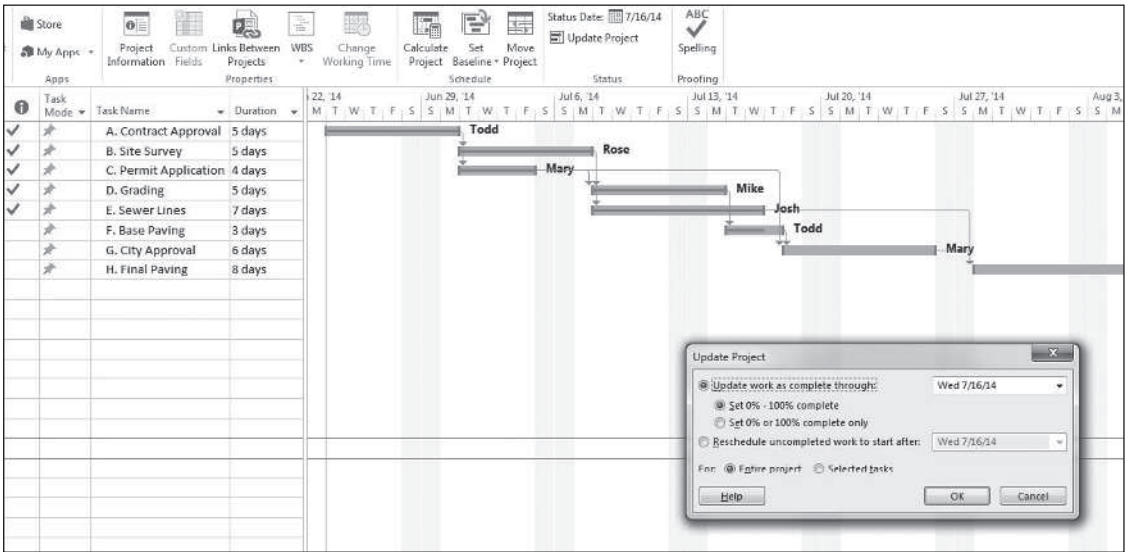 Store
My Apps
Apps
Project Information
Custom Fields
Links Between Projects
WBS
Change Working Time
Properties
Calculate Project
Set Baseline
Move Project
Schedule
Status Date: 7/16/14
Update Project
Status
ABC
Spelling
Proofing
Task Mode Task Name Duration
22, '14 Jun 29, '14 Jul 6, '14 Jul 13, '14 Jul 20, '14 Jul 27, '14 Aug 3,
M T W T F S S M T W T F S S M T W T F S S M T W T F S S M T W T F S S M T W T F S S M
A. Contract Approval 5 days Todd
B. Site Survey 5 days Rose
C. Permit Application 4 days Mary
D. Grading 5 days Mike
E. Sewer Lines 7 days Josh
F. Base Paving 3 days Todd
G. City Approval 6 days Mary
H. Final Paving 8 days
Update Project
Update work as complete through: Wed 7/16/14
Set 0% - 100% complete
Set 0% or 100% complete only
Reschedule uncompleted work to start after: Wed 7/16/14
For: Entire project Selected tasks
Help OK Cancel